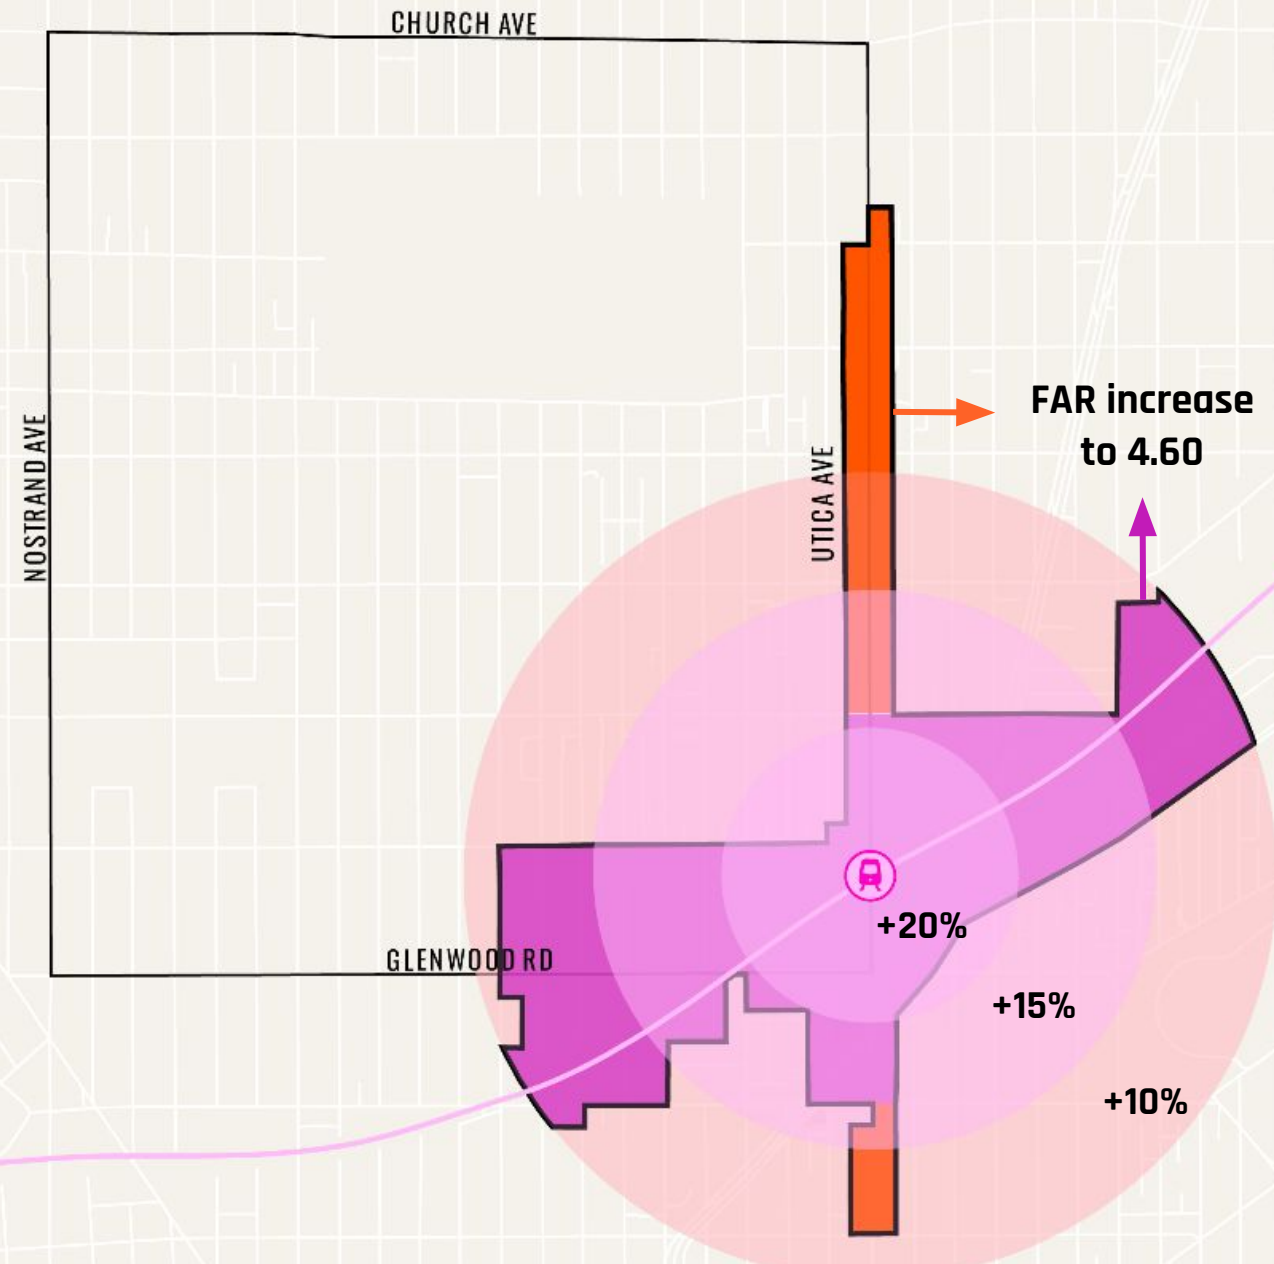 CHURCH AVE
NOSTRAND AVE
UTICA AVE
FAR increase
to 4.60
GLENWOOD RD
+20%
+15%
+10%